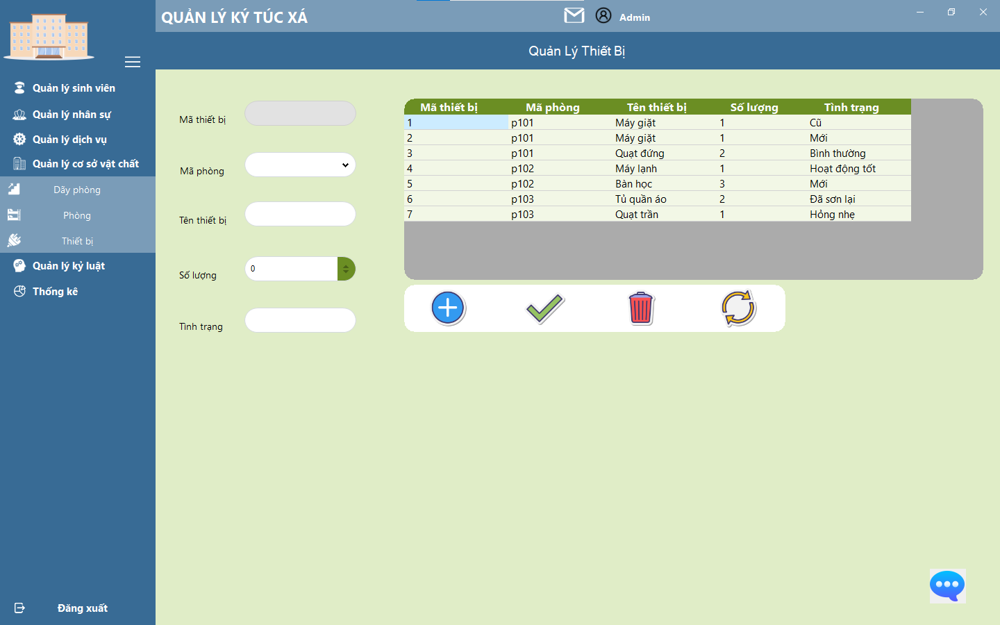 QUẢN LÝ KÝ TÚC XÁ
Admin
Quản Lý Thiết Bị
Quản lý sinh viên
Quản lý nhân sự
Quản lý dịch vụ
Quản lý cơ sở vật chất
Dãy phòng
Phòng
Thiết bị
Quản lý kỷ luật
Thống kê
Đăng xuất
Mã thiết bị
Mã phòng
Tên thiết bị
Số lượng 0
Tình trạng
Mã thiết bị Mã phòng Tên thiết bị Số lượng Tình trạng
1 p101 Máy giặt 1 Cũ
2 p101 Máy giặt 1 Mới
3 p101 Quạt đứng 2 Bình thường
4 p102 Máy lạnh 1 Hoạt động tốt
5 p102 Bàn học 3 Mới
6 p103 Tủ quần áo 2 Đã sơn lại
7 p103 Quạt trần 1 Hỏng nhẹ